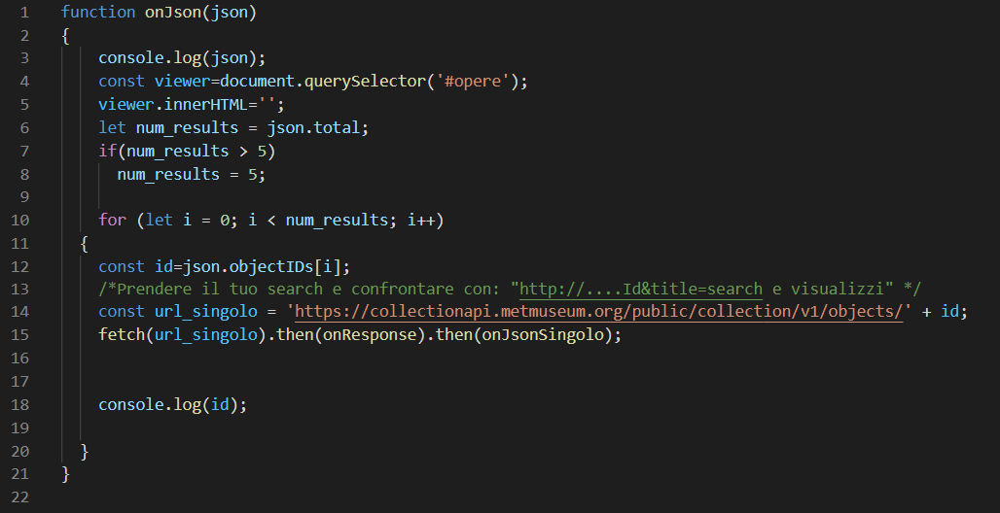 1 function onJson(json)
2 {
3 console.log(json);
4 const viewer=document.querySelector('#opere');
5 viewer.innerHTML='';
6 let num_results = json.total;
7 if(num_results > 5)
8 num_results = 5;
9
10 for (let i = 0; i < num_results; i++)
11 {
12 const id=json.objectIDs[i];
13 /*Prendere il tuo search e confrontare con: "http://....Id&title=search e visualizzi" */
14 const url_singolo = 'https://collectionapi.metmuseum.org/public/collection/v1/objects/' + id;
15 fetch(url_singolo).then(onResponse).then(onJsonSingolo);
16
17
18 console.log(id);
19
20 }
21 }
22